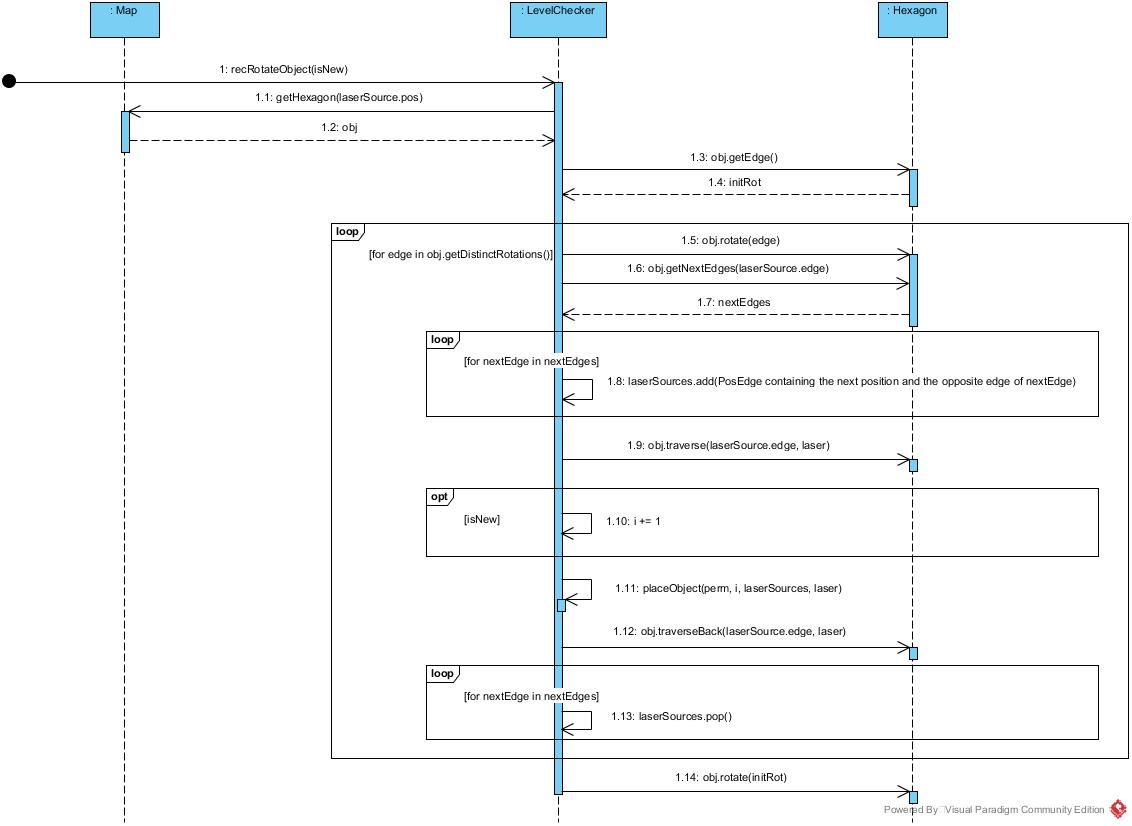 : Map
: LevelChecker
: Hexagon
1: recRotateObject(isNew)
1.1: getHexagon(laserSource.pos)
1.2: obj
1.3: obj.getEdge()
1.4: initRot
loop
[for edge in obj.getDistinctRotations()]
1.5: obj.rotate(edge)
1.6: obj.getNextEdges(laserSource.edge)
1.7: nextEdges
loop
[for nextEdge in nextEdges]
1.8: laserSources.add(PosEdge containing the next position and the opposite edge of nextEdge)
1.9: obj.traverse(laserSource.edge, laser)
opt
[isNew]
1.10: i += 1
1.11: placeObject(perm, i, laserSources, laser)
1.12: obj.traverseBack(laserSource.edge, laser)
loop
[for nextEdge in nextEdges]
1.13: laserSources.pop()
1.14: obj.rotate(initRot)
Powered By Visual Paradigm Community Edition